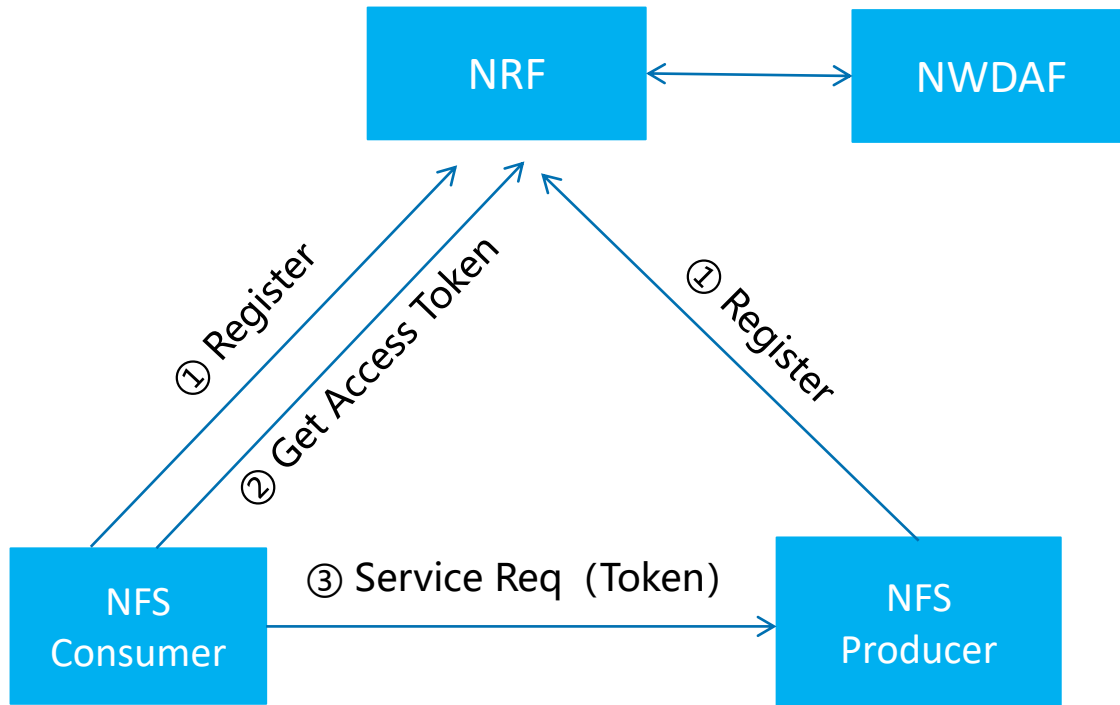 NRF
NWDAF
① Register
② Get Access Token
① Register
③ Service Req（Token）
NFS
Consumer
NFS
Producer